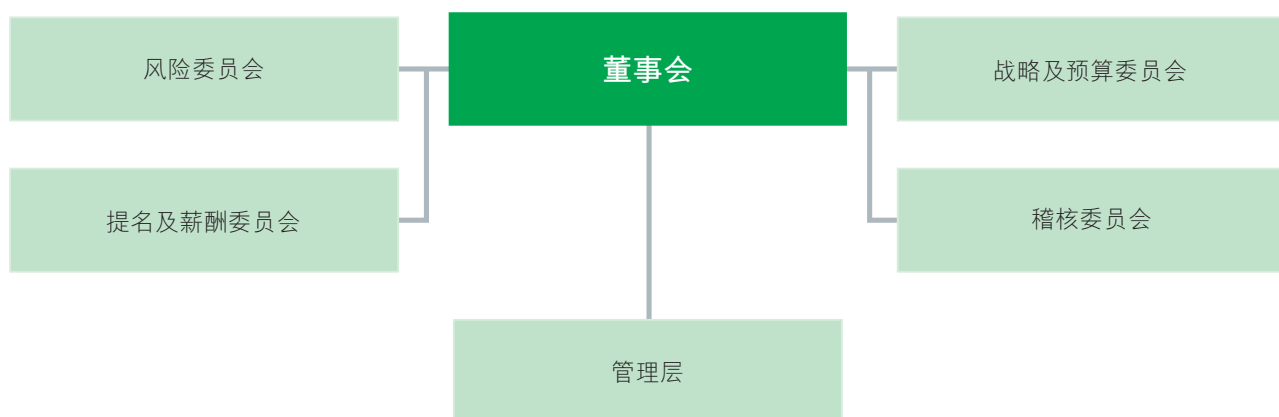 风险委员会
董事会
战略及预算委员会
提名及薪酬委员会
稽核委员会
管理层